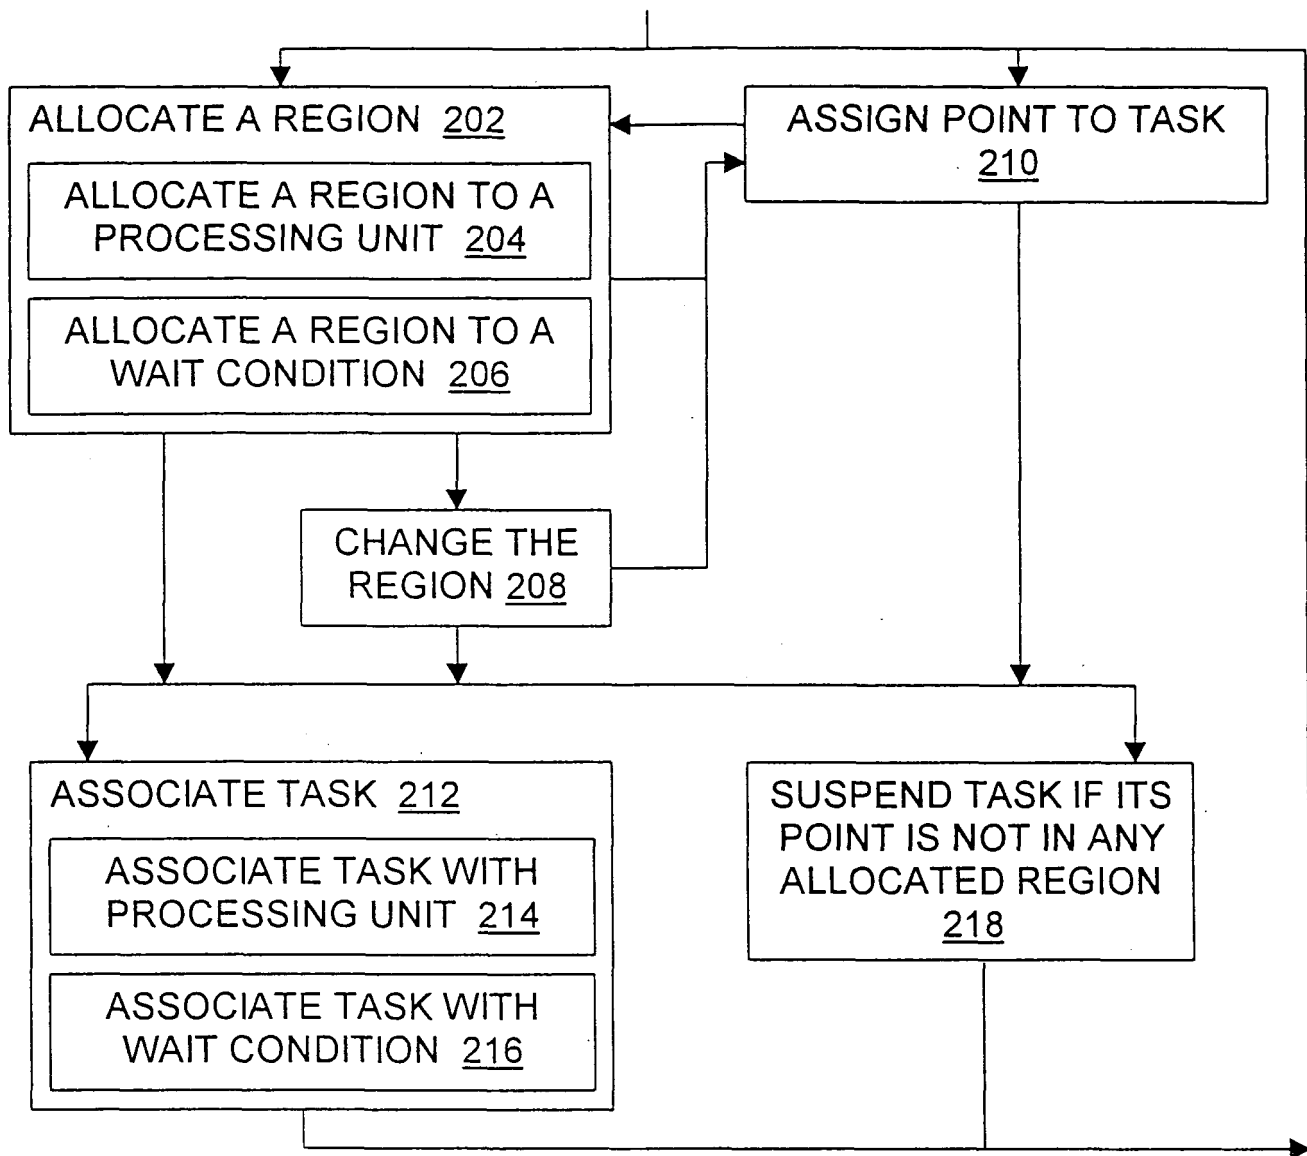 ALLOCATE A REGION 202
ALLOCATE A REGION TO A
PROCESSING UNIT 204
ALLOCATE A REGION TO A
WAIT CONDITION 206
ASSIGN POINT TO TASK
210
CHANGE THE
REGION 208
ASSOCIATE TASK 212
ASSOCIATE TASK WITH
PROCESSING UNIT 214
ASSOCIATE TASK WITH
WAIT CONDITION 216
SUSPEND TASK IF ITS
POINT IS NOT IN ANY
ALLOCATED REGION
218